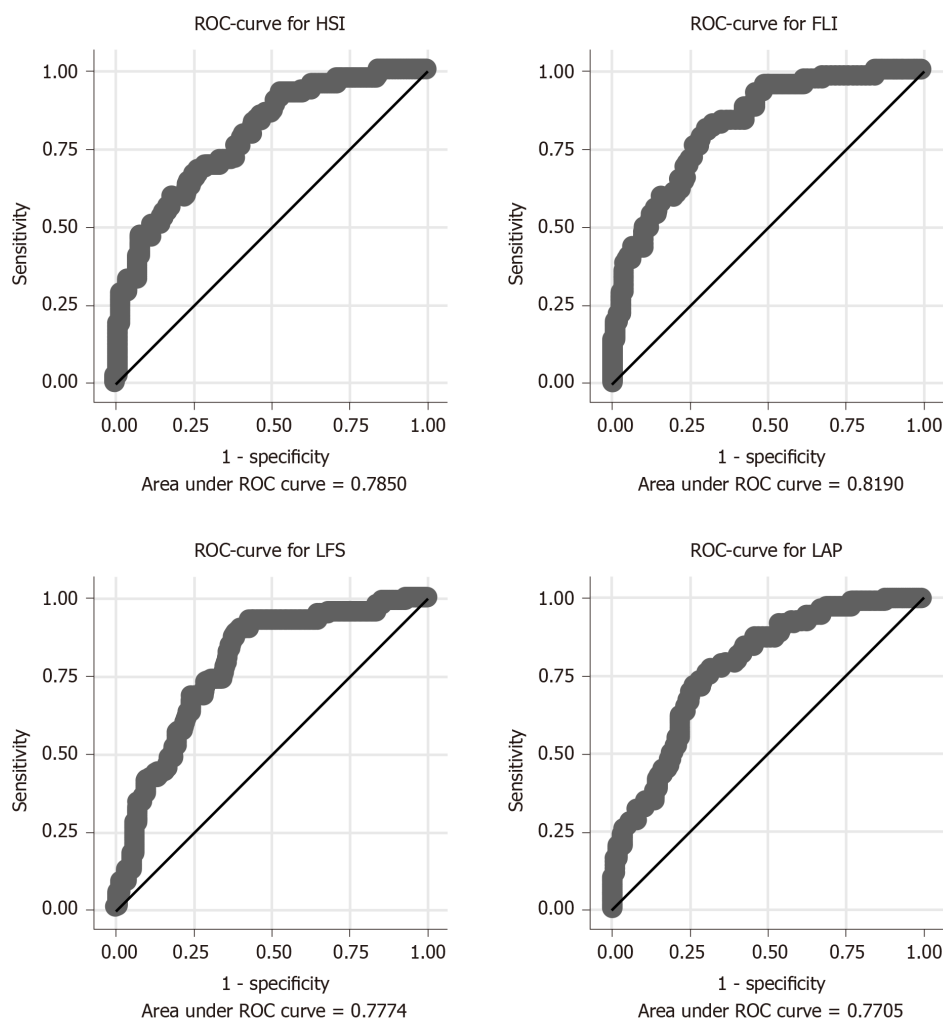 ROC-curve for HSI
1.00
0.75
0.50
0.25
0.00
Sensitivity
0.00 0.25 0.50 0.75 1.00
1 - specificity
Area under ROC curve = 0.7850
ROC-curve for FLI
1.00
0.75
0.50
0.25
0.00
Sensitivity
0.00 0.25 0.50 0.75 1.00
1 - specificity
Area under ROC curve = 0.8190
ROC-curve for LFS
1.00
0.75
0.50
0.25
0.00
Sensitivity
0.00 0.25 0.50 0.75 1.00
1 - specificity
Area under ROC curve = 0.7774
ROC-curve for LAP
1.00
0.75
0.50
0.25
0.00
Sensitivity
0.00 0.25 0.50 0.75 1.00
1 - specificity
Area under ROC curve = 0.7705